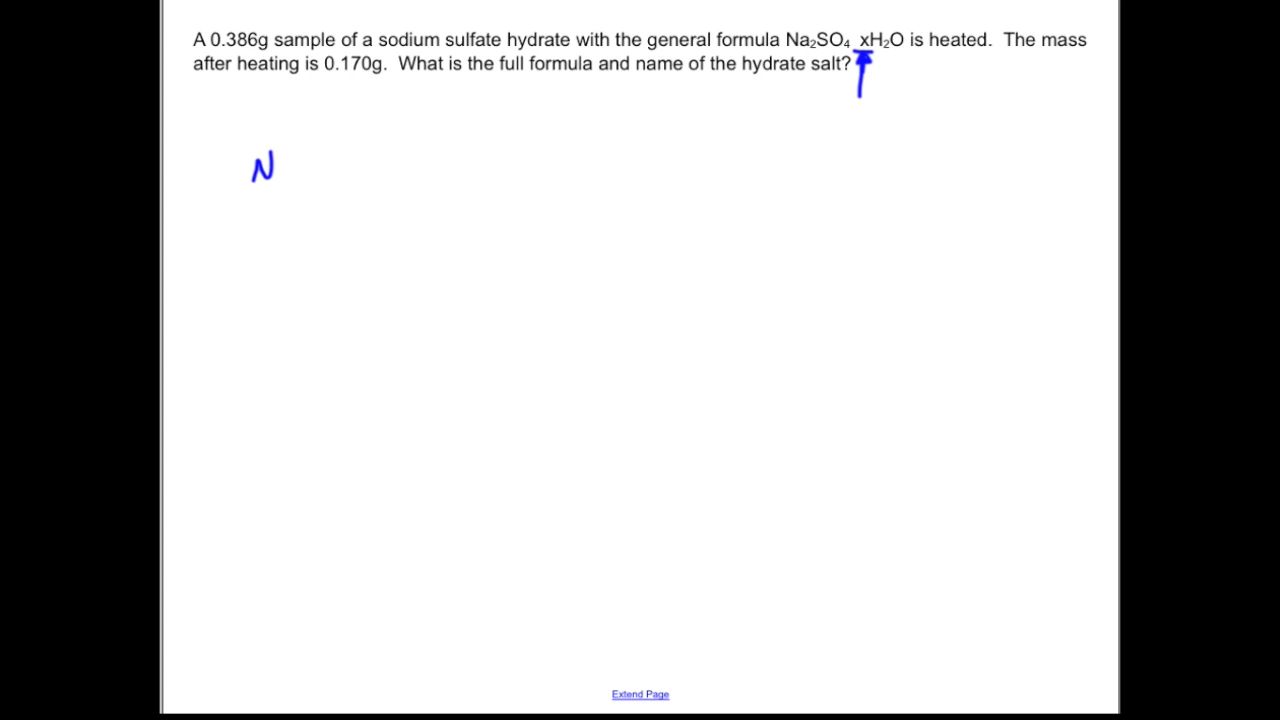 A 0.386g sample of a sodium sulfate hydrate with the general formula Na₂SO₄ xH₂O is heated. The mass
after heating is 0.170g. What is the full formula and name of the hydrate salt?
N
Extend Page